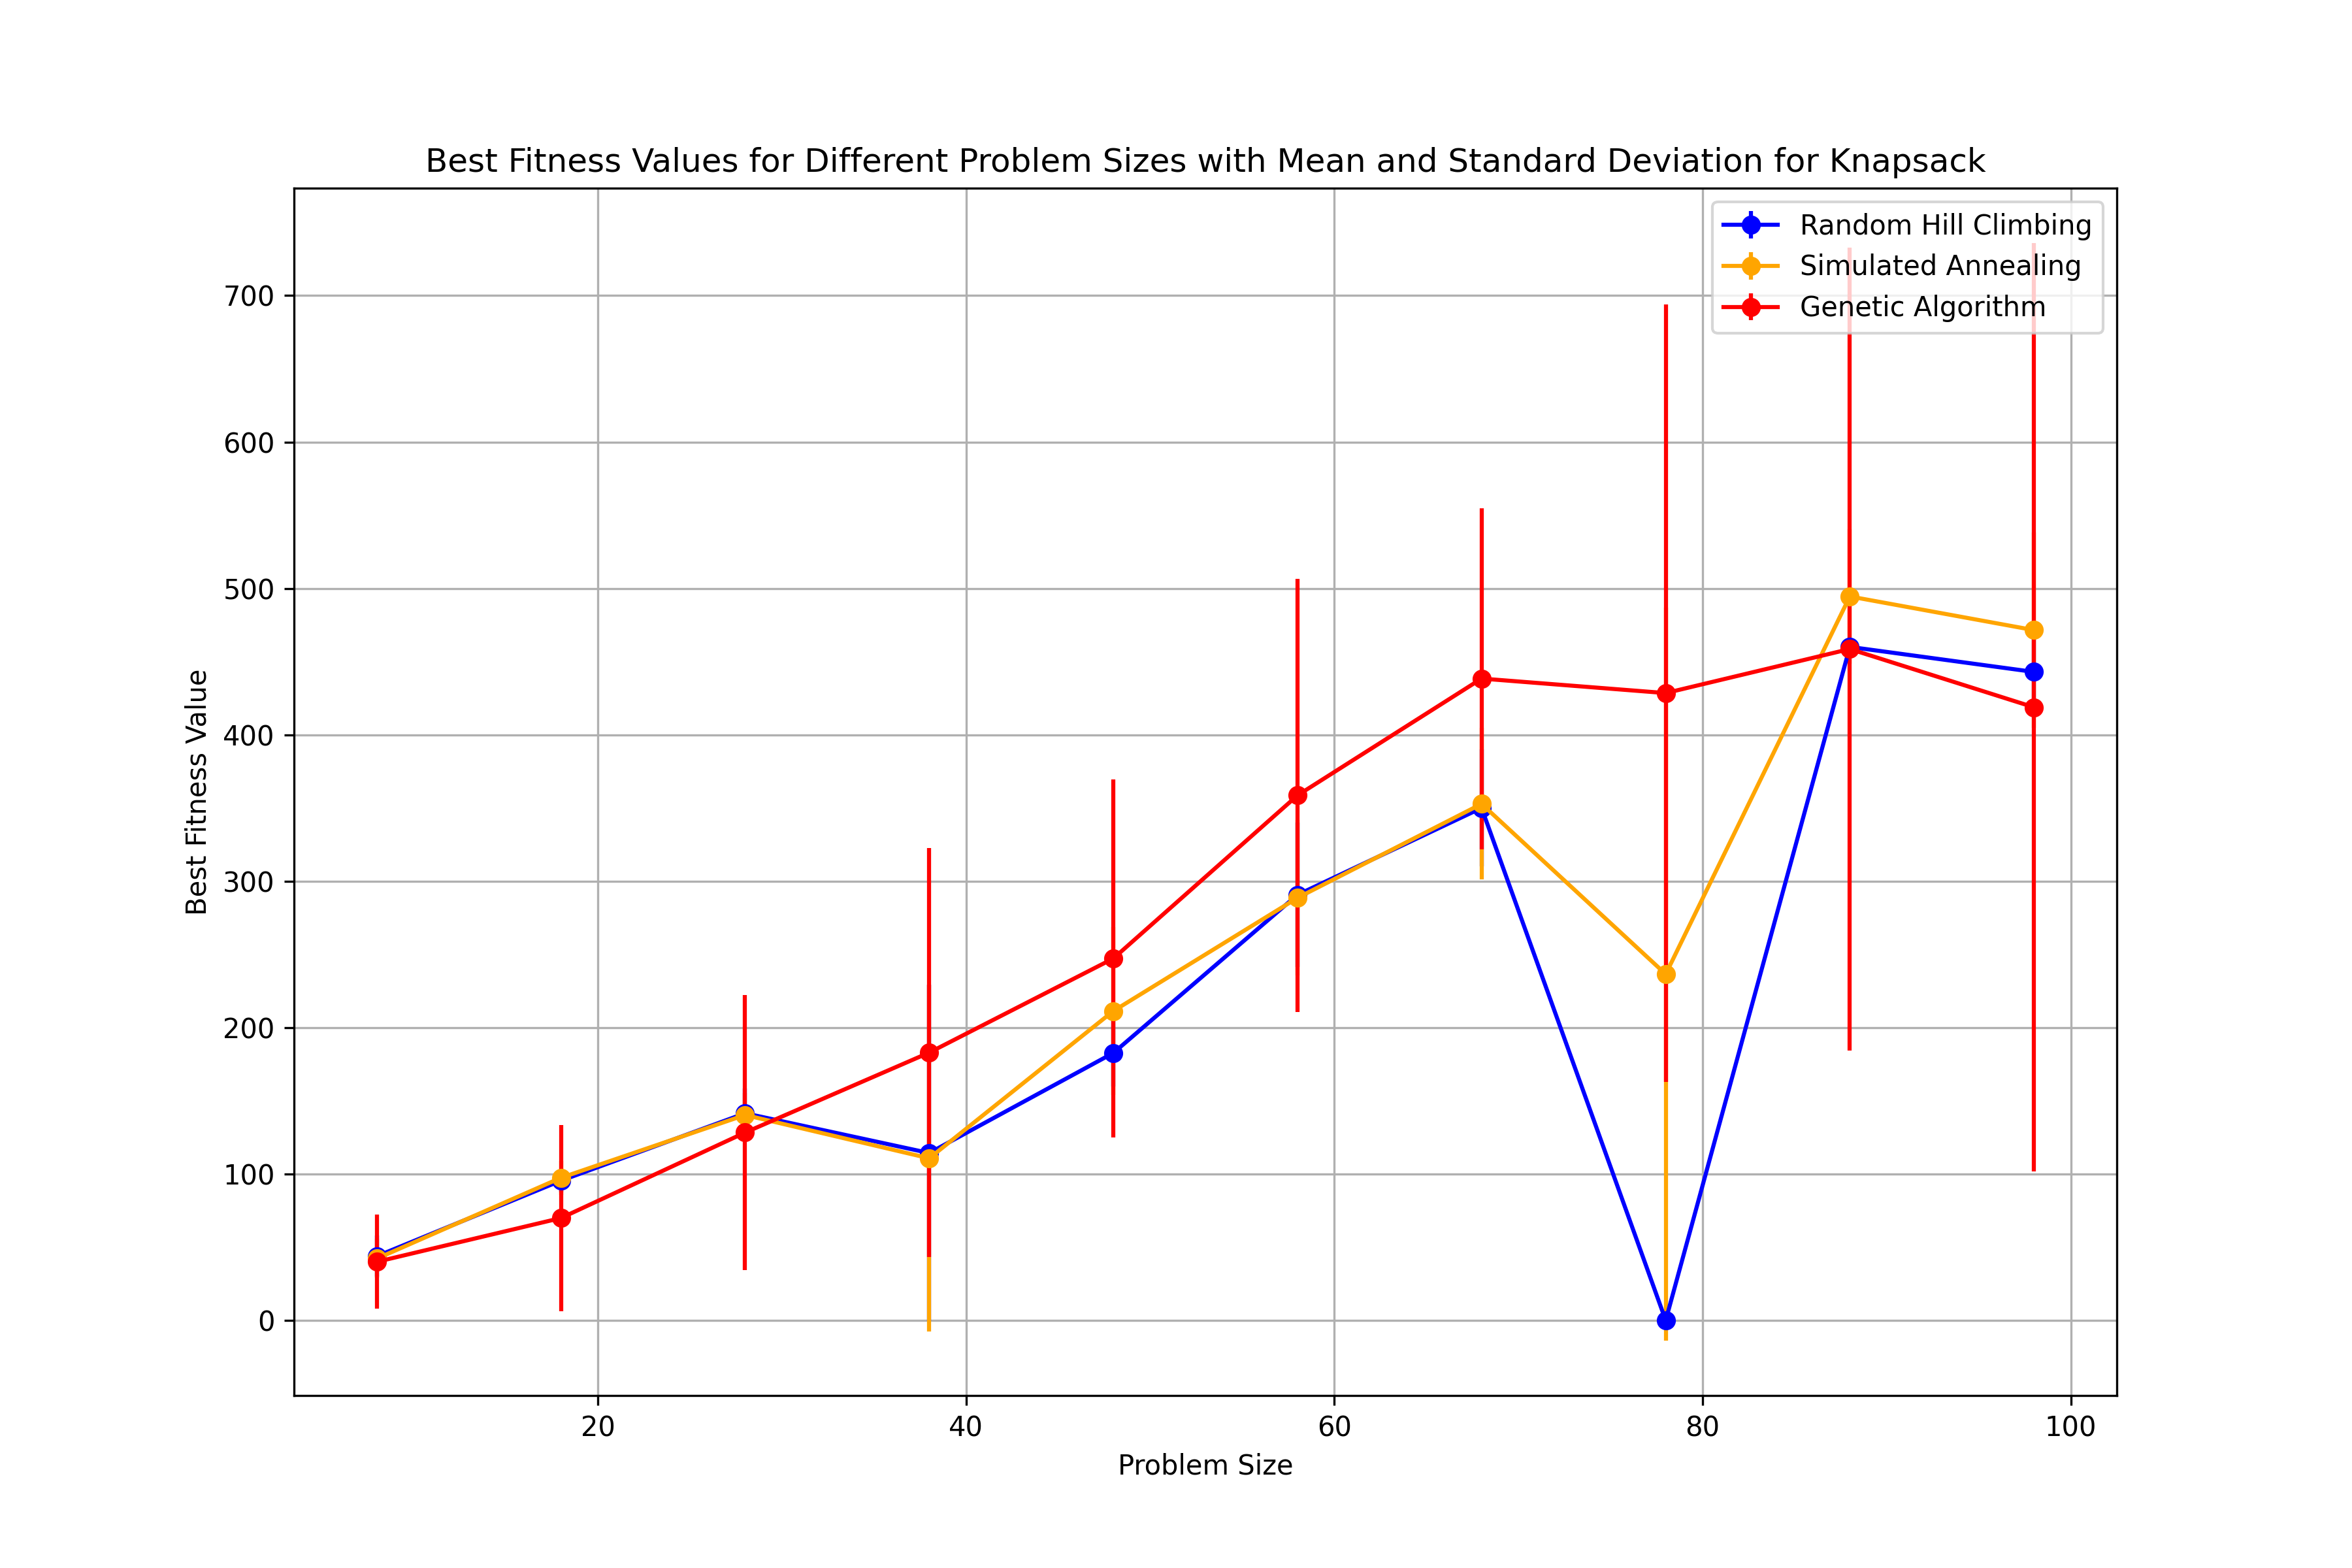 Best Fitness Values for Different Problem Sizes with Mean and Standard Deviation for Knapsack
Random Hill Climbing
Simulated Annealing
Genetic Algorithm
700
600
500
400
300
200
100
0
Best Fitness Value
20 40 60 80 100
Problem Size